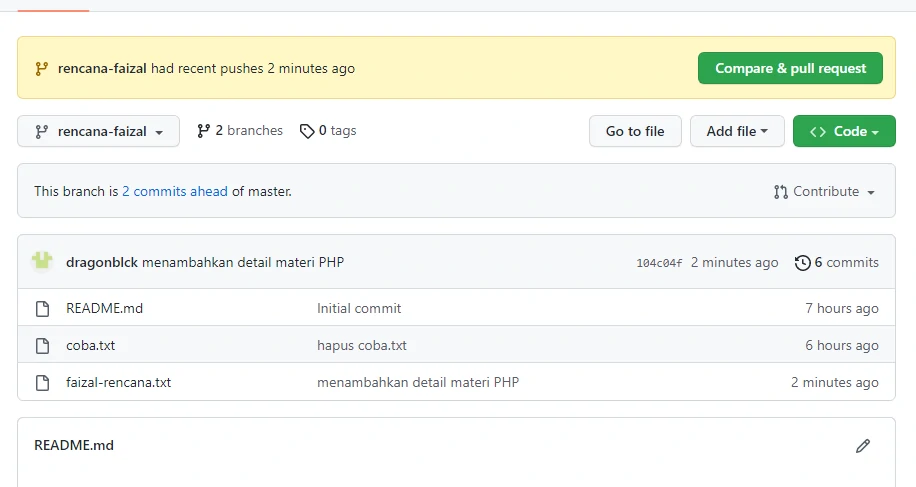 rencana-faizal had recent pushes 2 minutes ago
Compare & pull request
rencana-faizal
2 branches
0 tags
Go to file
Add file
Code
This branch is 2 commits ahead of master.
Contribute
dragonblck menambahkan detail materi PHP
104c04f 2 minutes ago
6 commits
README.md
Initial commit
7 hours ago
coba.txt
hapus coba.txt
6 hours ago
faizal-rencana.txt
menambahkan detail materi PHP
2 minutes ago
README.md